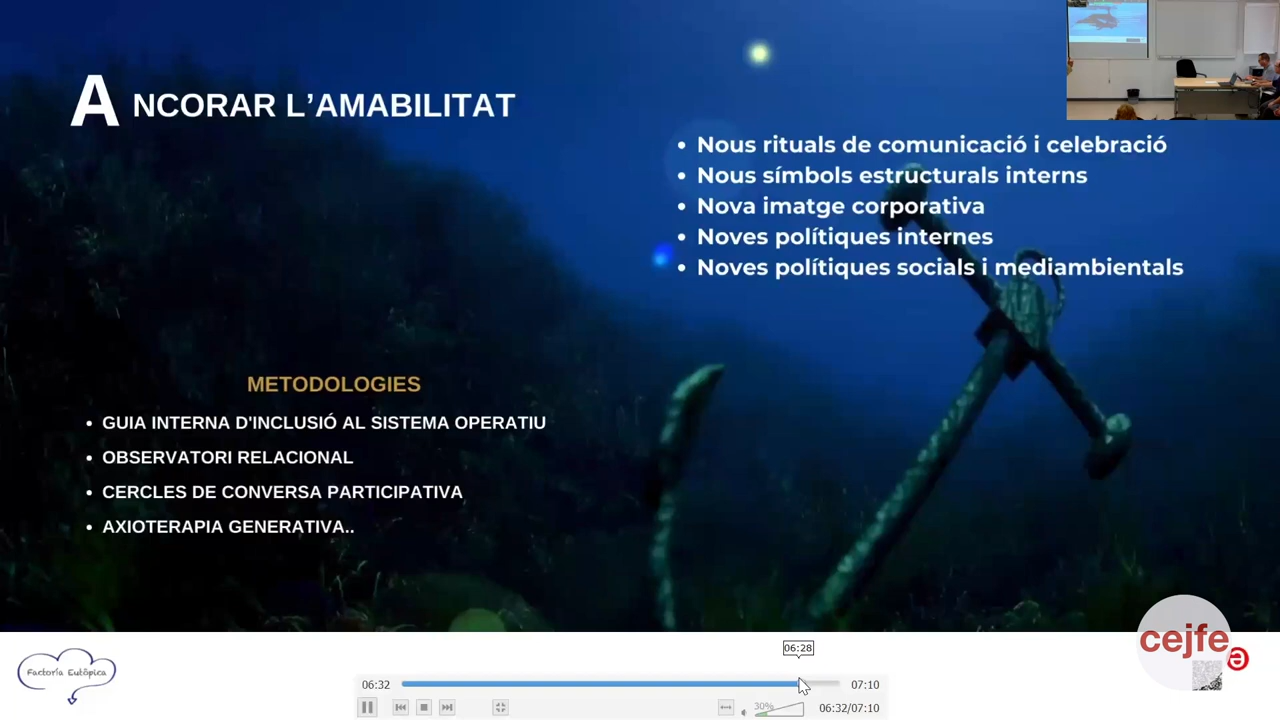 ANCORAR L'AMABILITAT
• Nous rituals de comunicació i celebració
• Nous símbols estructurals interns
• Nova imatge corporativa
• Noves polítiques internes
• Noves polítiques socials i mediambientals
METODOLOGIES
• GUIA INTERNA D'INCLUSIÓ AL SISTEMA OPERATIU
• OBSERVATORI RELACIONAL
• CERCLES DE CONVERSA PARTICIPATIVA
• AXIOTERAPIA GENERATIVA..
Factoria Eutòpica
cejfe
06:28
06:32
07:10
30%
06:32/07:10